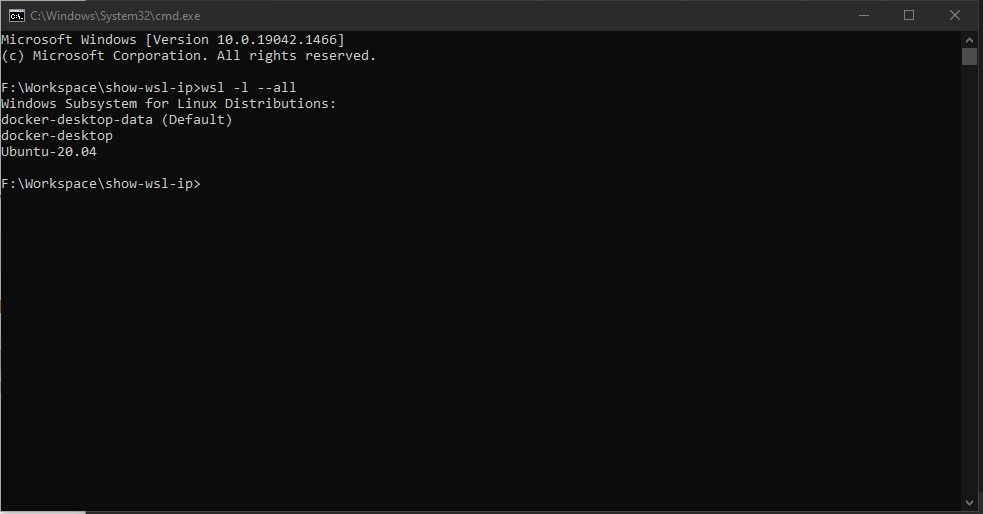 C:\Windows\System32\cmd.exe
Microsoft Windows [Version 10.0.19042.1466]
(c) Microsoft Corporation. All rights reserved.
F:\Workspace\show-wsl-ip>wsl -l --all
Windows Subsystem for Linux Distributions:
docker-desktop-data (Default)
docker-desktop
Ubuntu-20.04
F:\Workspace\show-wsl-ip>